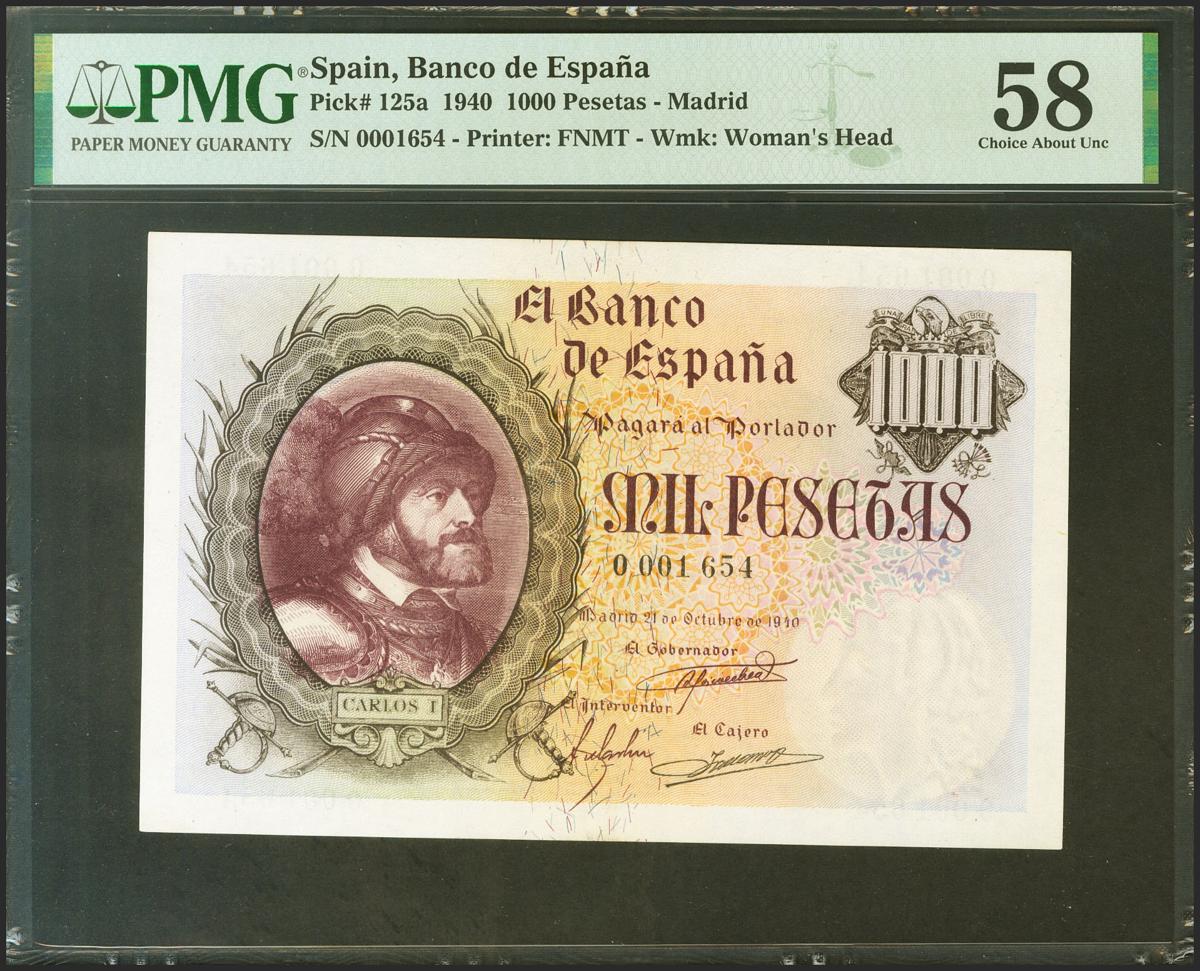 PMG®
PAPER MONEY GUARANTY
Spain, Banco de España
Pick# 125a 1940 1000 Pesetas - Madrid
S/N 0001654 - Printer: FNMT - Wmk: Woman's Head
58
Choice About Unc
El Banco
de España
UNA
LIBRE
1000
Pagará al Portador
MIL PESETAS
0,001 654
Madrid 21 de Octubre de 1940
El Gobernador
El Interventor
El Cajero
CARLOS I